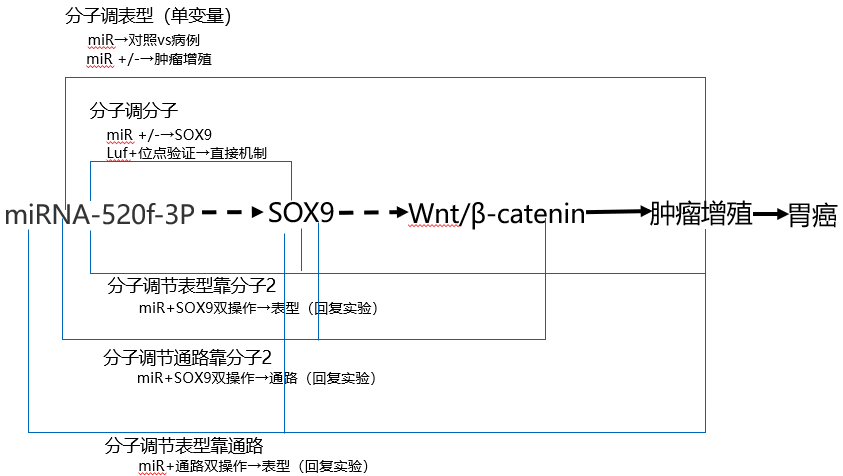 分子调表型（单变量）
miR→对照vs病例
miR +/-→肿瘤增殖
分子调分子
miR +/-→SOX9
Luf+位点验证→直接机制
miRNA-520f-3P SOX9 Wnt/β-catenin 肿瘤增殖 胃癌
分子调节表型靠分子2
miR+SOX9双操作→表型（回复实验）
分子调节通路靠分子2
miR+SOX9双操作→通路（回复实验）
分子调节表型靠通路
miR+通路双操作→表型（回复实验）